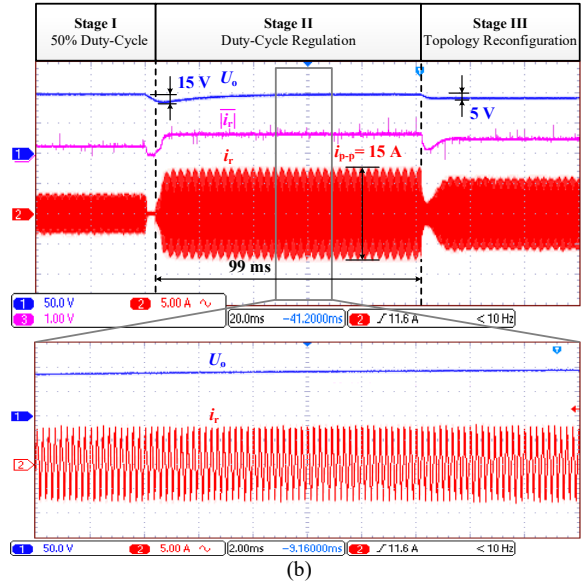 Stage I
50% Duty-Cycle
Stage II
Duty-Cycle Regulation
Stage III
Topology Reconfiguration
15 V
Uo
5 V
|ir|
ir
ip-p= 15 A
1
2
99 ms
1 50.0 V 2 5.00 A
3 1.00 V
20.0ms -41.2000ms
2 11.6 A < 10 Hz
Uo
1
ir
2
1 50.0 V 2 5.00 A
2.00ms -9.16000ms
2 11.6 A < 10 Hz
(b)